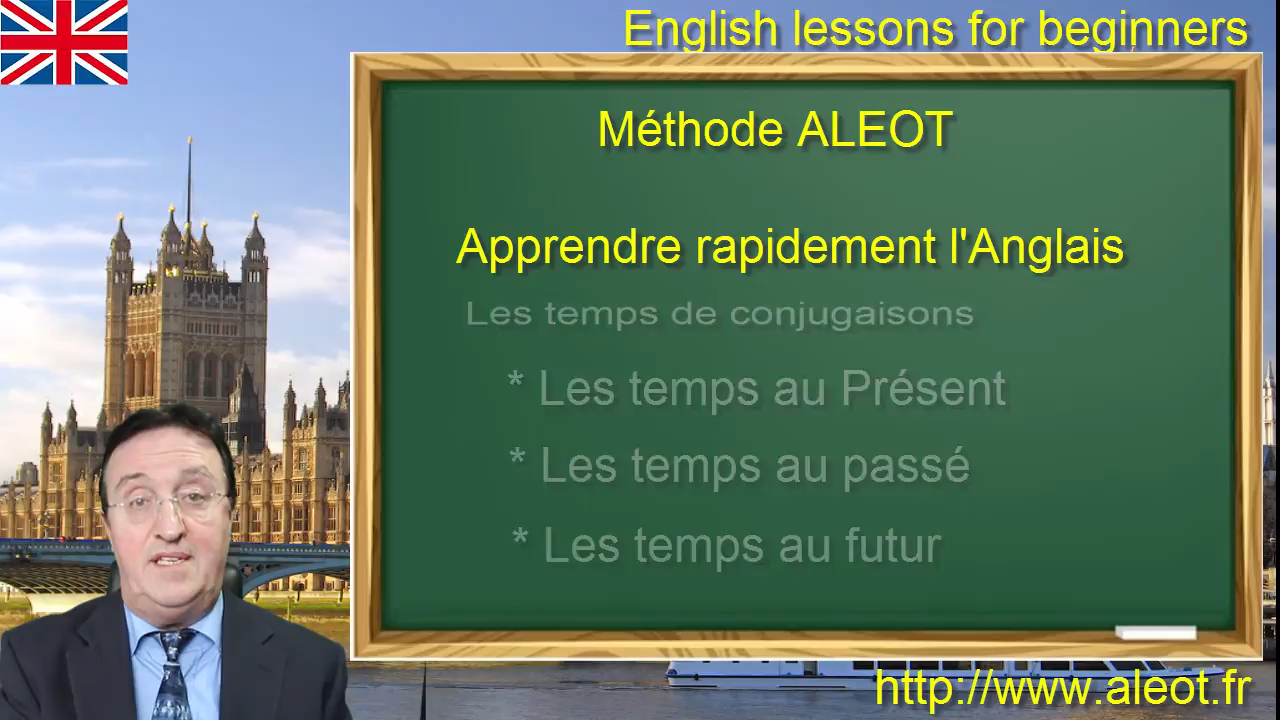 English lessons for beginners
Méthode ALEOT
Apprendre rapidement l'Anglais
Les temps de conjugaisons
* Les temps au Présent
* Les temps au passé
* Les temps au futur
http://www.aleot.fr